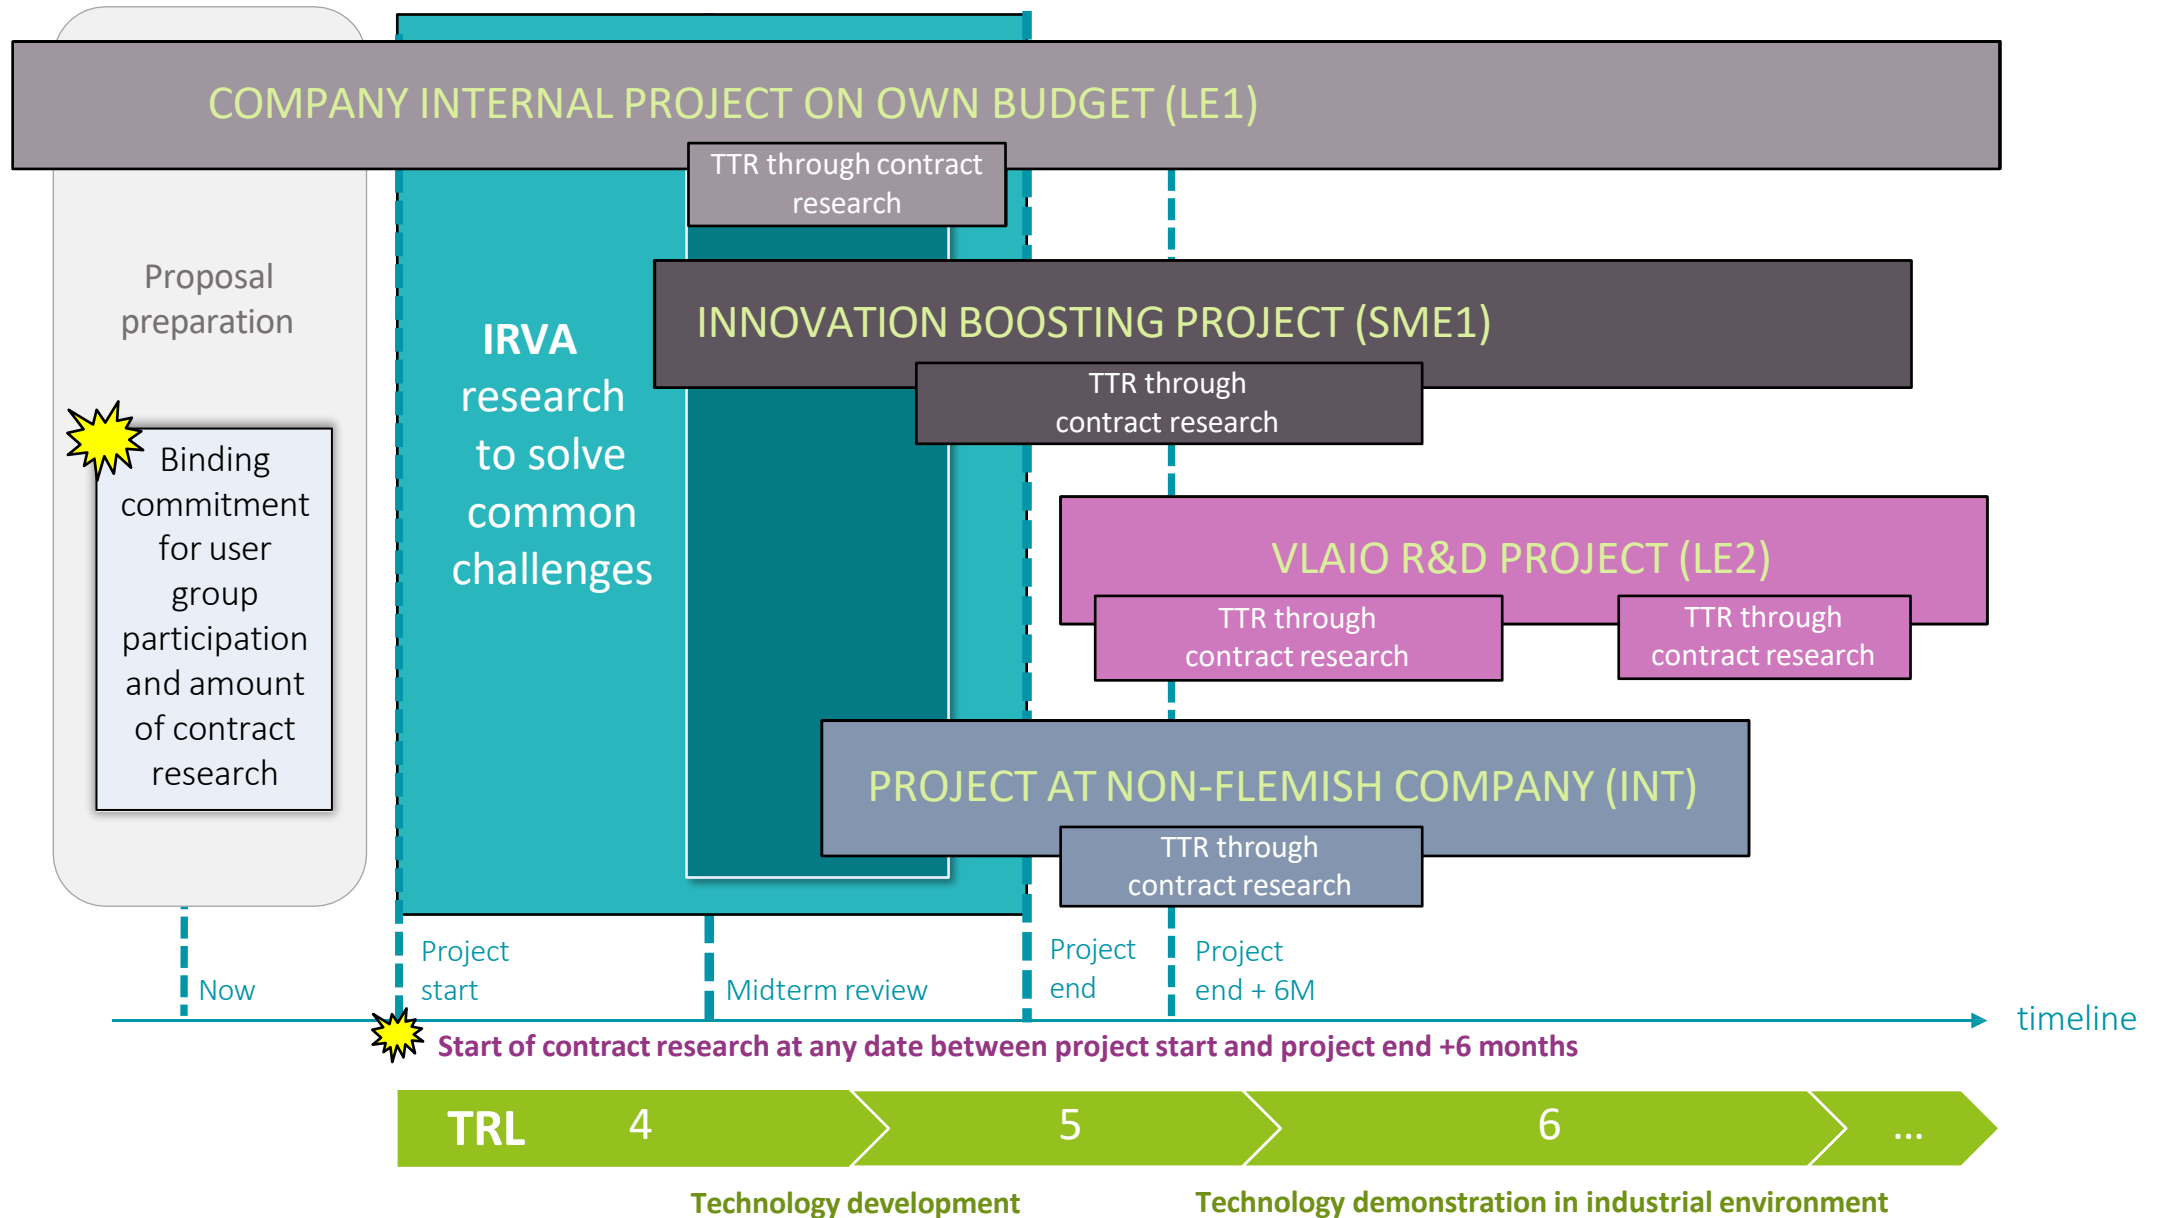 COMPANY INTERNAL PROJECT ON OWN BUDGET (LE1)
TTR through contract
research
Proposal
preparation
INNOVATION BOOSTING PROJECT (SME1)
TTR through
contract research
IRVA
research
to solve
common
challenges
Binding
commitment
for user
group
participation
and amount
of contract
research
VLAIO R&D PROJECT (LE2)
TTR through
contract research
TTR through
contract research
PROJECT AT NON-FLEMISH COMPANY (INT)
TTR through
contract research
Now
Project
start
Midterm review
Project
end
Project
end + 6M
timeline
Start of contract research at any date between project start and project end +6 months
TRL 4 5 6 ...
Technology development
Technology demonstration in industrial environment